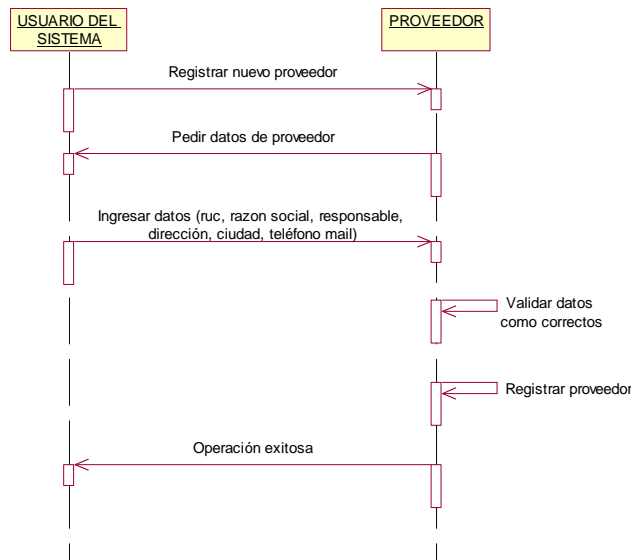 USUARIO DEL
SISTEMA
PROVEEDOR
Registrar nuevo proveedor
Pedir datos de proveedor
Ingresar datos (ruc, razon social, responsable,
dirección, ciudad, teléfono mail)
Validar datos
como correctos
Registrar proveedor
Operación exitosa